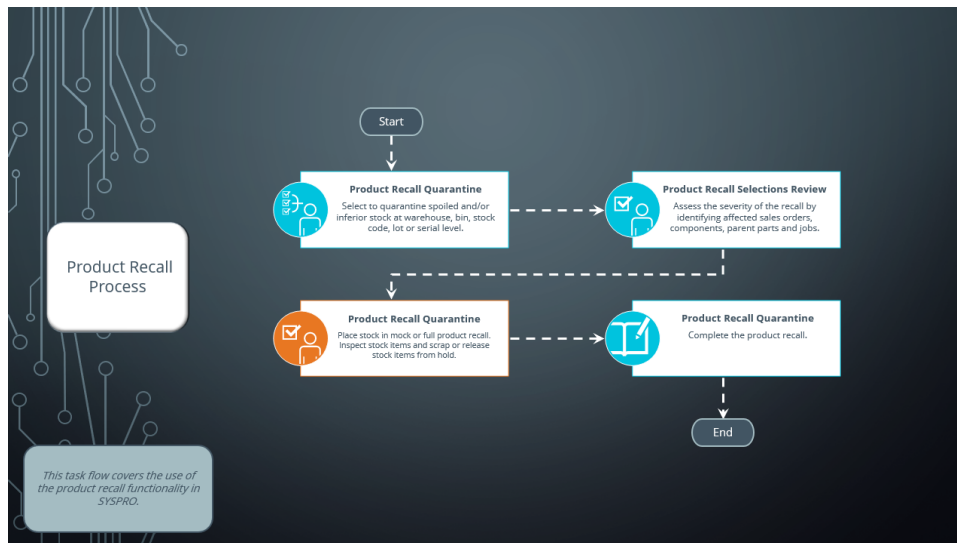 Start
Product Recall Quarantine
Select to quarantine spoiled and/or
inferior stock at warehouse, bin, stock
code, lot or serial level.
Product Recall Selections Review
Assess the severity of the recall by
identifying affected sales orders,
components, parent parts and jobs.
Product Recall
Process
Product Recall Quarantine
Place stock in mock or full product recall.
Inspect stock items and scrap or release
stock items from hold.
Product Recall Quarantine
Complete the product recall.
End
This task flow covers the use of
the product recall functionality in
SYSPRO.